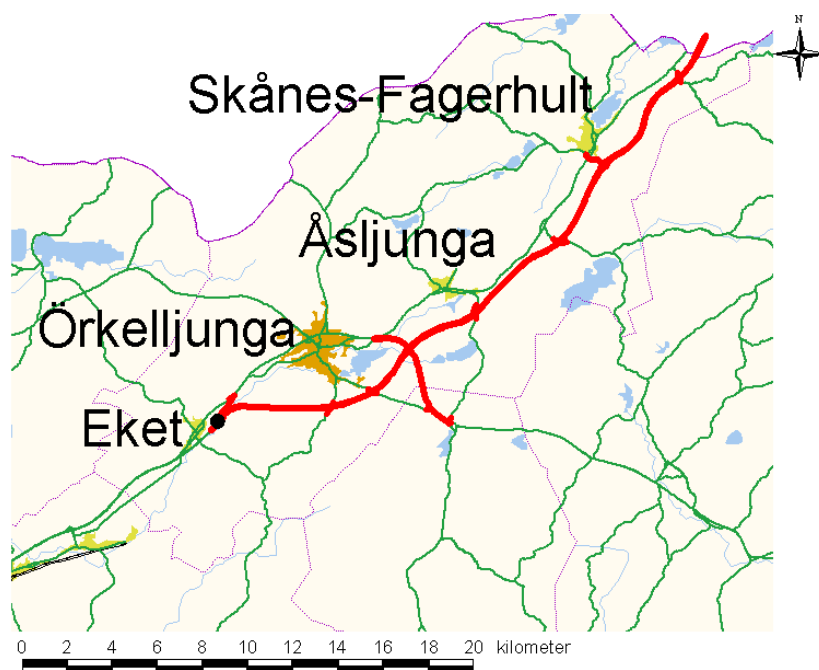 N
Skånes-Fagerhult
Åsljunga
Örkelljunga
Eket
0 2 4 6 8 10 12 14 16 18 20 kilometer